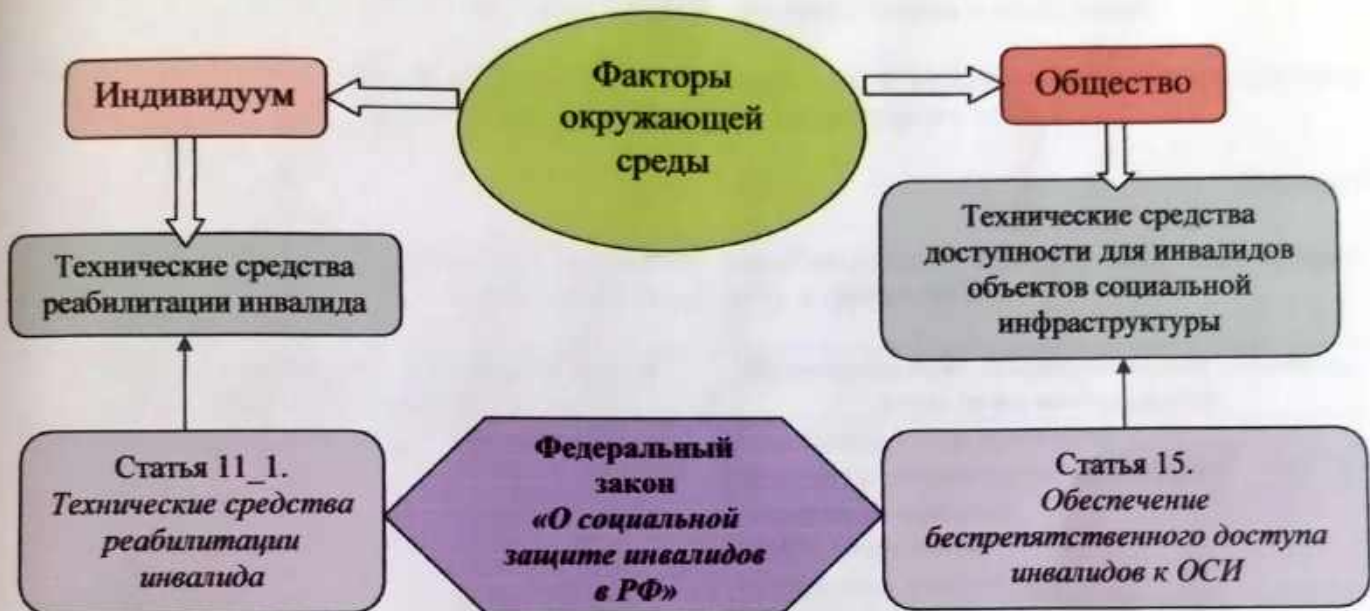 Факторы
окружающей
среды
Индивидуум
Общество
Технические средства
реабилитации инвалида
Технические средства
доступности для инвалидов
объектов социальной
инфраструктуры
Статья 11_1.
Технические средства
реабилитации
инвалида
Федеральный
закон
«О социальной
защите инвалидов
в РФ»
Статья 15.
Обеспечение
беспрепятственного доступа
инвалидов к ОСИ